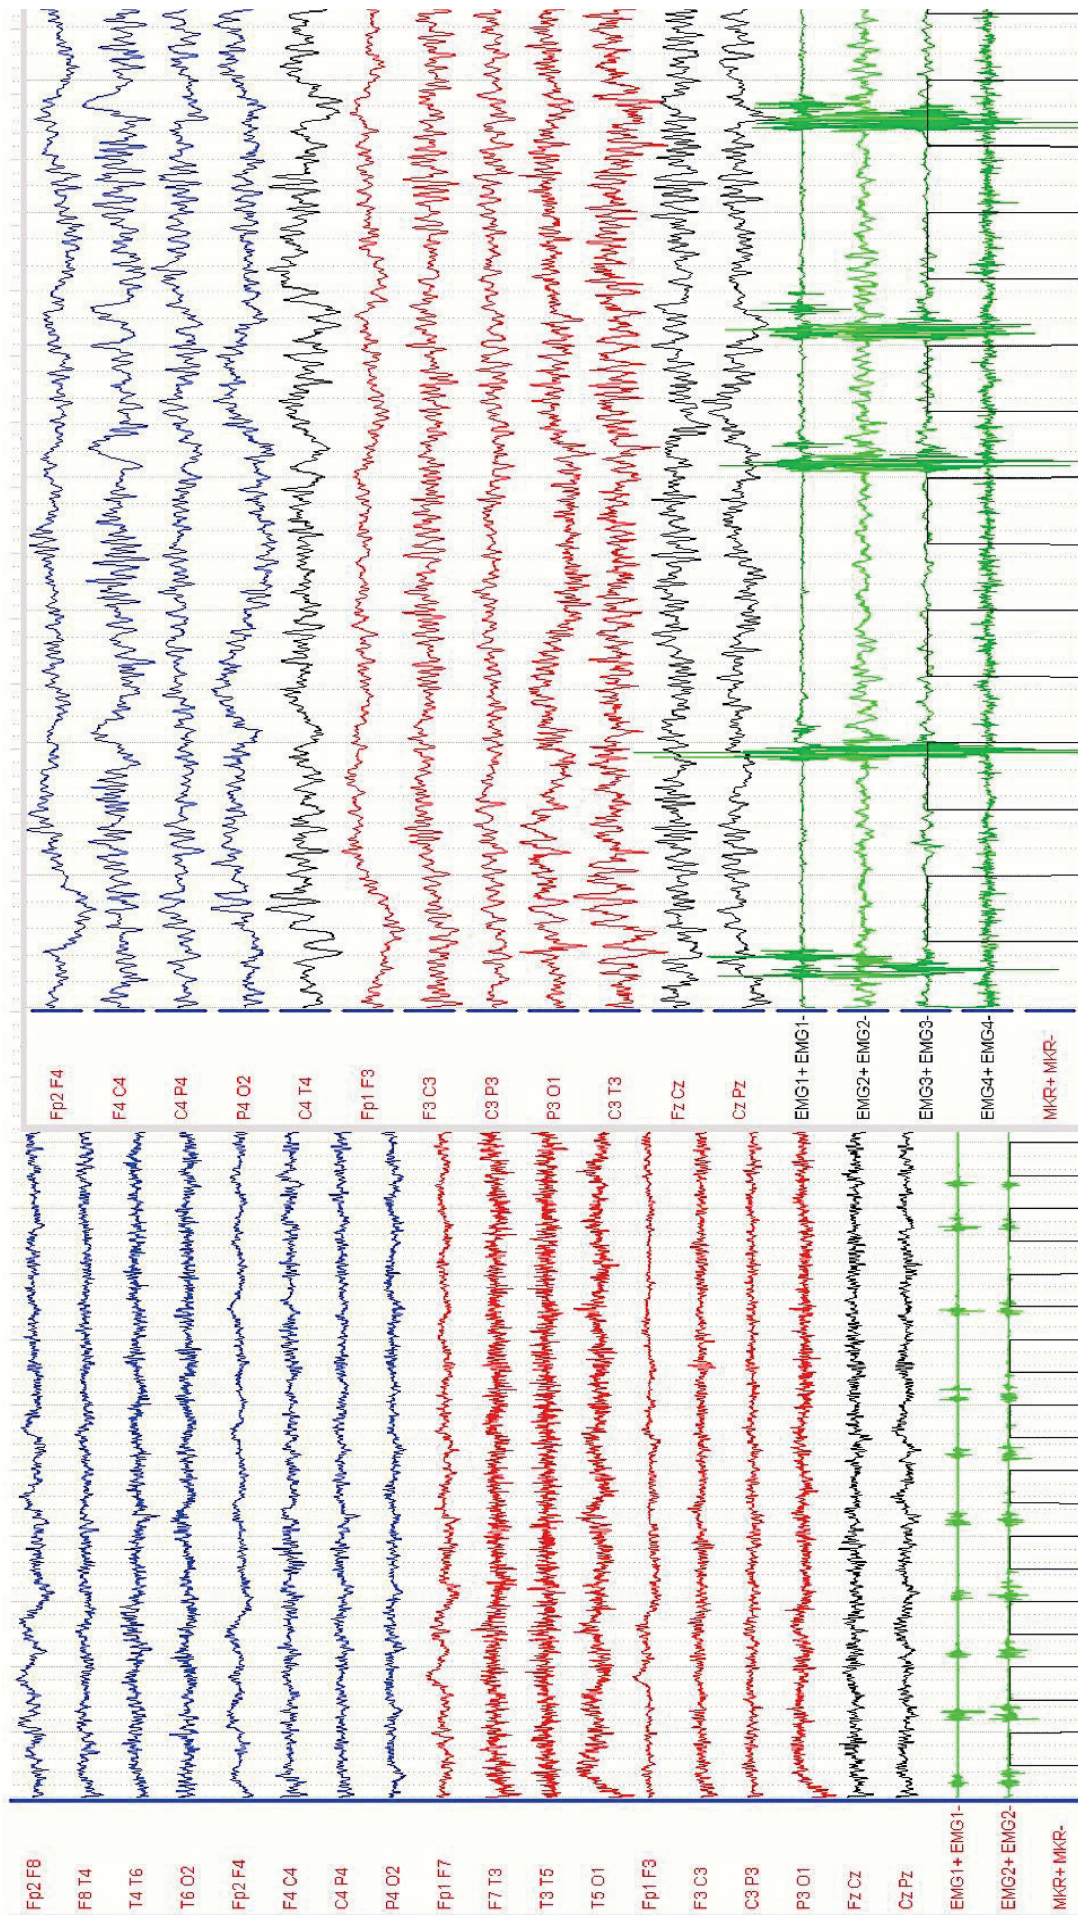 Fp2 F4
F4 C4
C4 P4
P4 O2
C4 T4
Fp1 F3
F3 C3
C3 P3
P3 O1
C3 T3
Fz Cz
Cz Pz
EMG1+ EMG1-
EMG2+ EMG2-
EMG3+ EMG3-
EMG4+ EMG4-
MKR+ MKR-
Fp2 F8
F8 T4
T4 T6
T6 O2
Fp2 F4
F4 C4
C4 P4
P4 O2
Fp1 F7
F7 T3
T3 T5
T5 O1
Fp1 F3
F3 C3
C3 P3
P3 O1
Fz Cz
Cz Pz
EMG1+ EMG1-
EMG2+ EMG2-
MKR+ MKR-